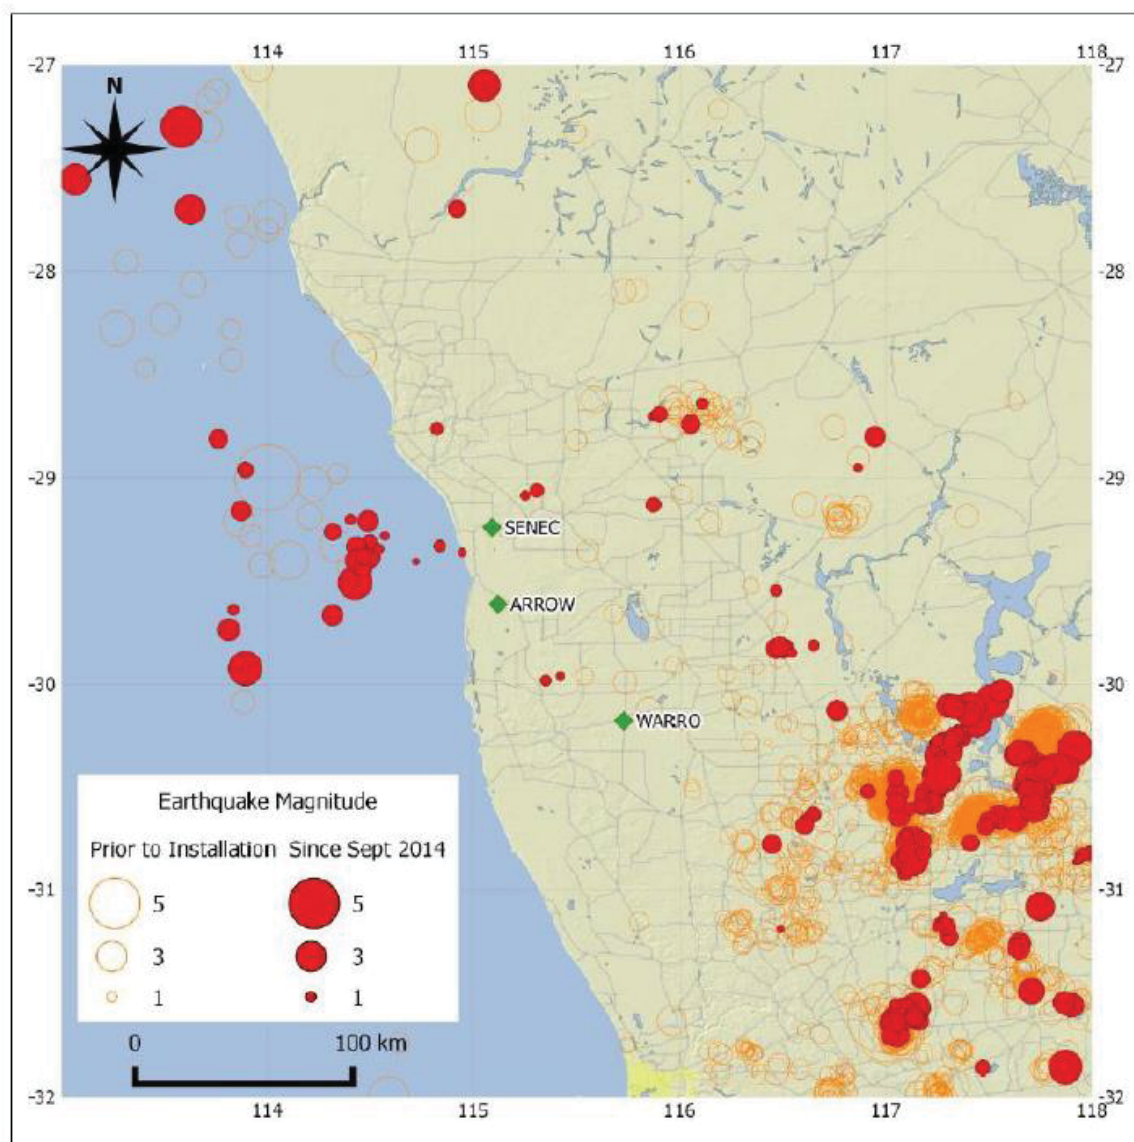 114 115 116 117 118
-27 -27
N
-28 -28
-29 -29
SENEC
ARROW
-30 -30
WARRO
Earthquake Magnitude
Prior to Installation Since Sept 2014
5 5
-31 -31
3 3
1 1
0 100 km
-32 -32
114 115 116 117 118